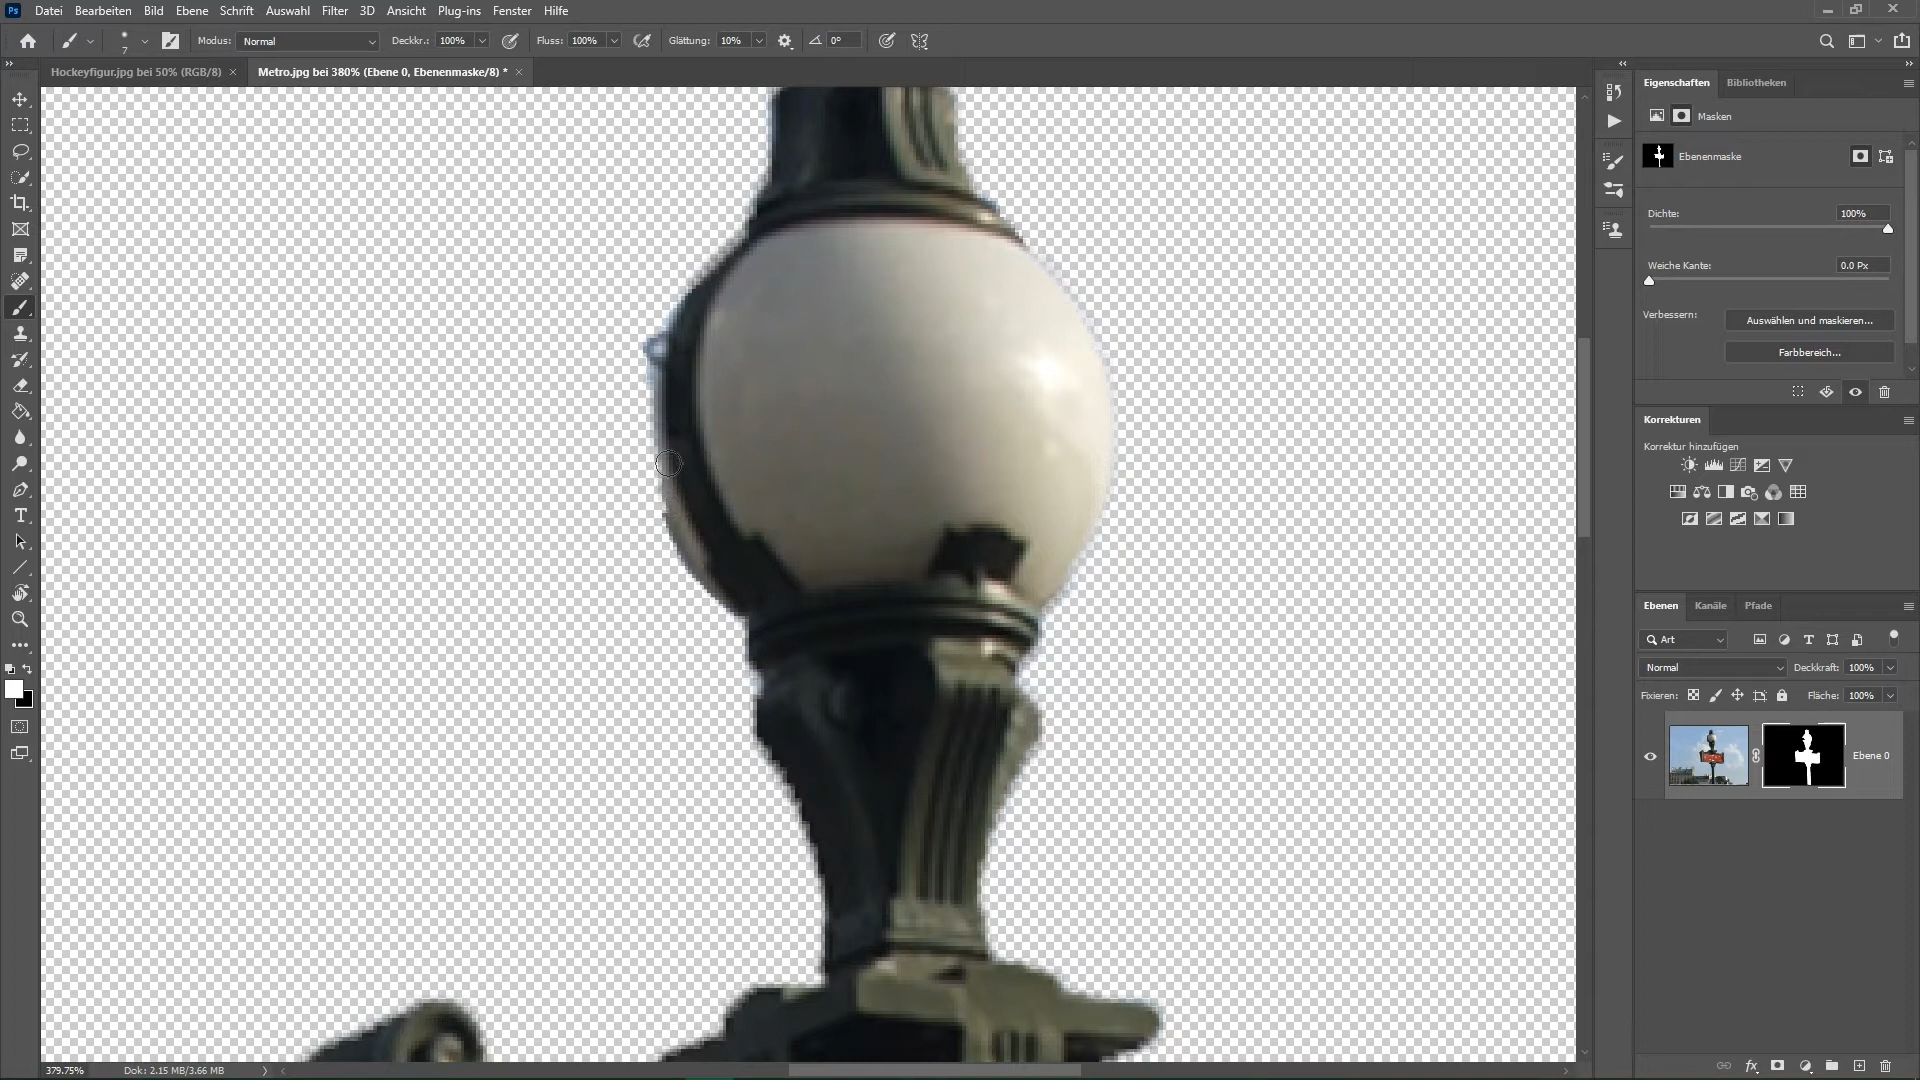 Ps Datei Bearbeiten Bild Ebene Schrift Auswahl Filter 3D Ansicht Plug-ins Fenster Hilfe
7 Modus: Normal Deckkr.: 100% Fluss: 100% Glättung: 10% 0°
Hockeyfigur.jpg bei 50% (RGB/8) × Metro.jpg bei 380% (Ebene 0, Ebenenmaske/8) * ×
Eigenschaften Bibliotheken
Masken
Ebenenmaske
Dichte: 100%
Weiche Kante: 0.0 Px
Verbessern: Auswählen und maskieren...
Farbbereich...
Korrekturen
Korrektur hinzufügen
Ebenen Kanäle Pfade
Art
Normal Deckkraft: 100%
Fixieren: Fläche: 100%
Ebene 0
379.75% Dok: 2.15 MB/3.66 MB